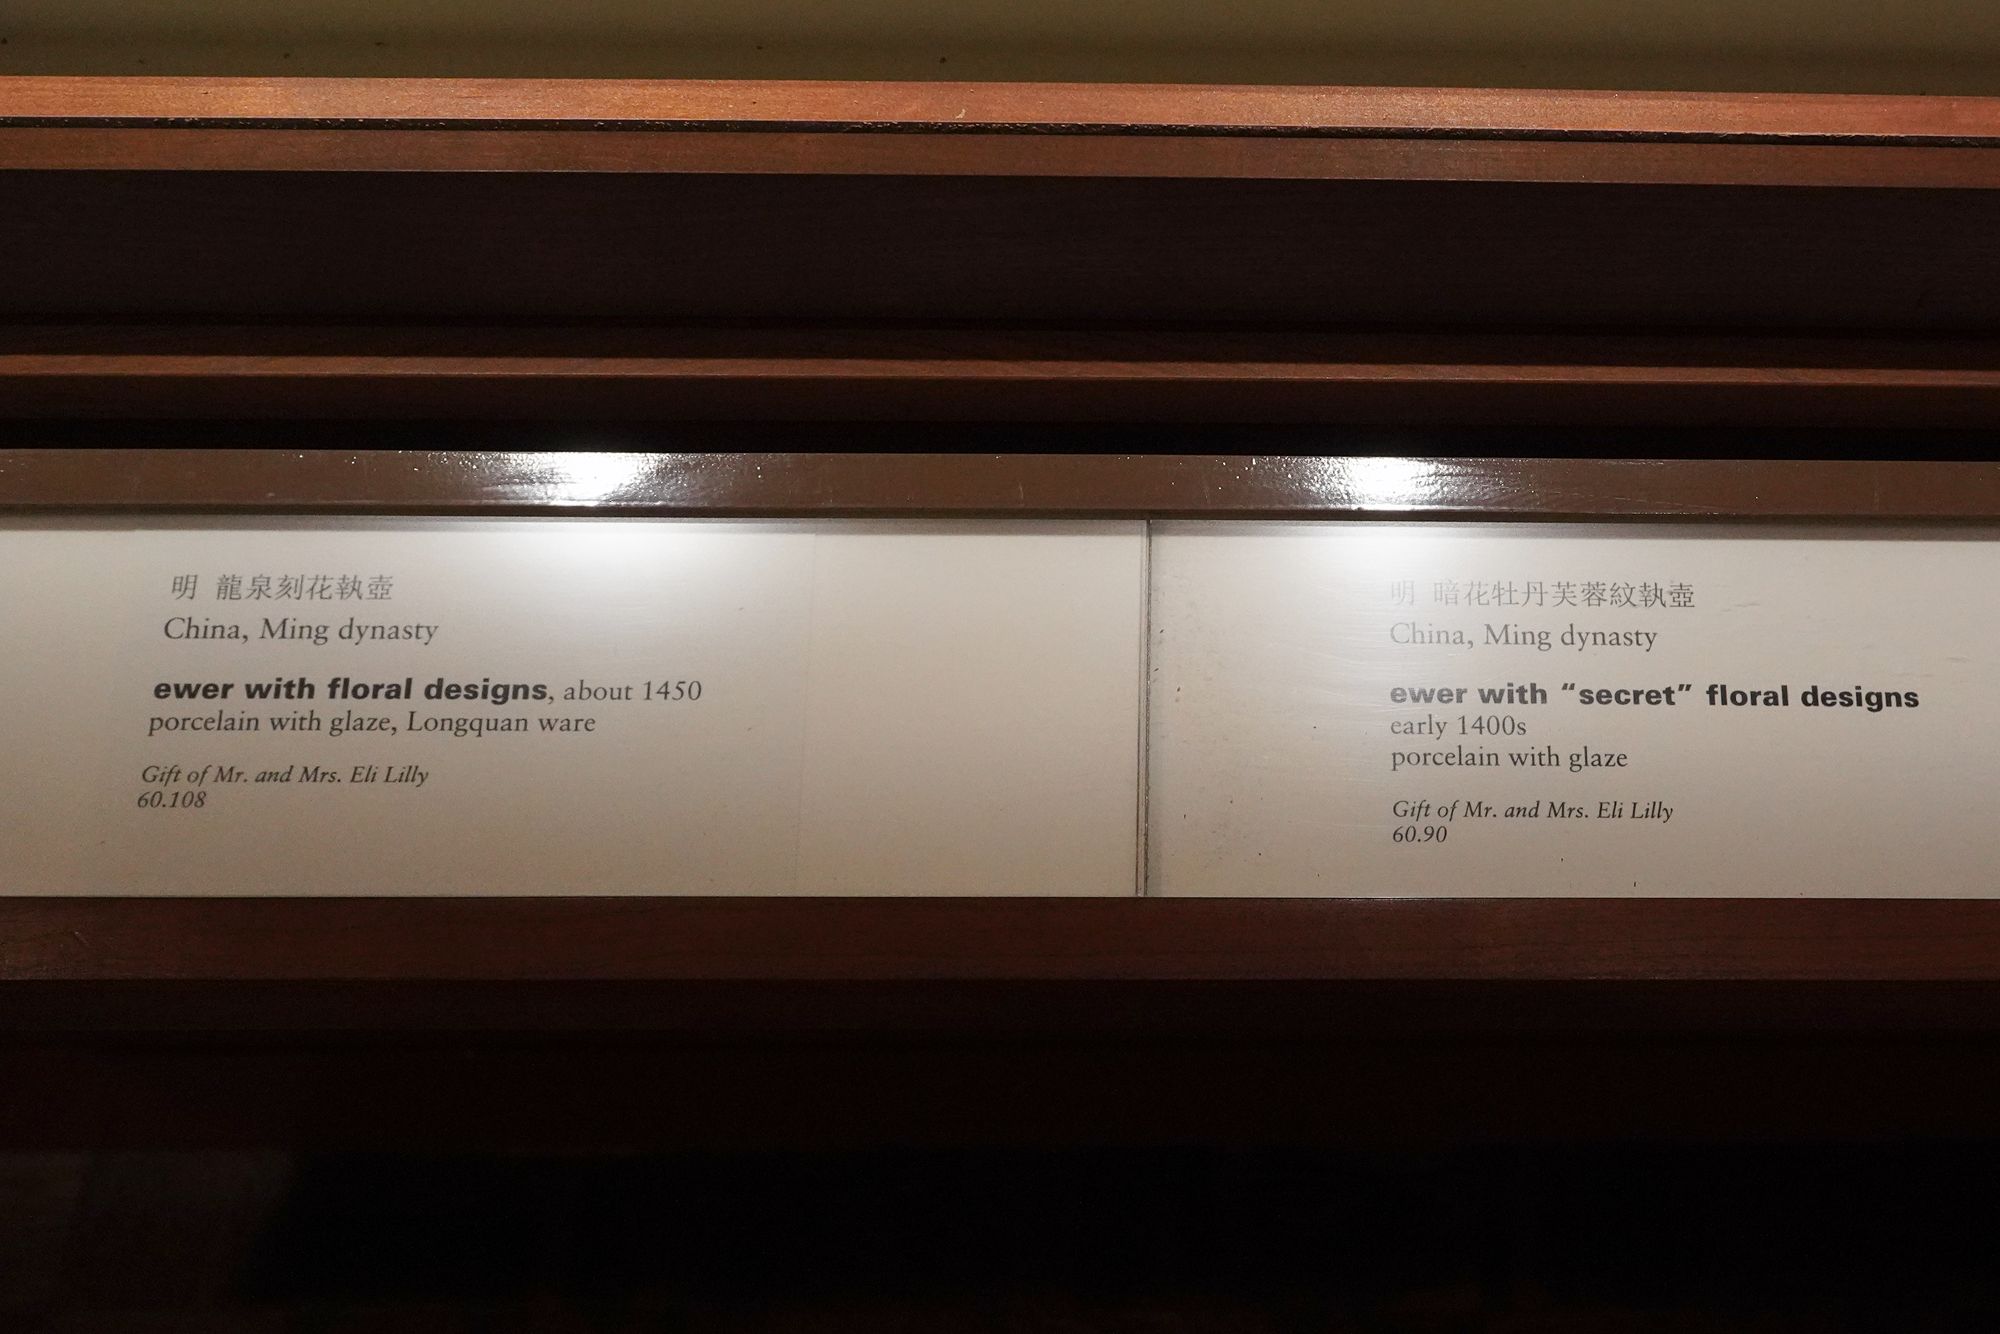 明 龍泉刻花執壺
China, Ming dynasty
ewer with floral designs, about 1450
porcelain with glaze, Longquan ware
Gift of Mr. and Mrs. Eli Lilly
60.108
明 暗花牡丹芙蓉紋執壺
China, Ming dynasty
ewer with “secret” floral designs
early 1400s
porcelain with glaze
Gift of Mr. and Mrs. Eli Lilly
60.90